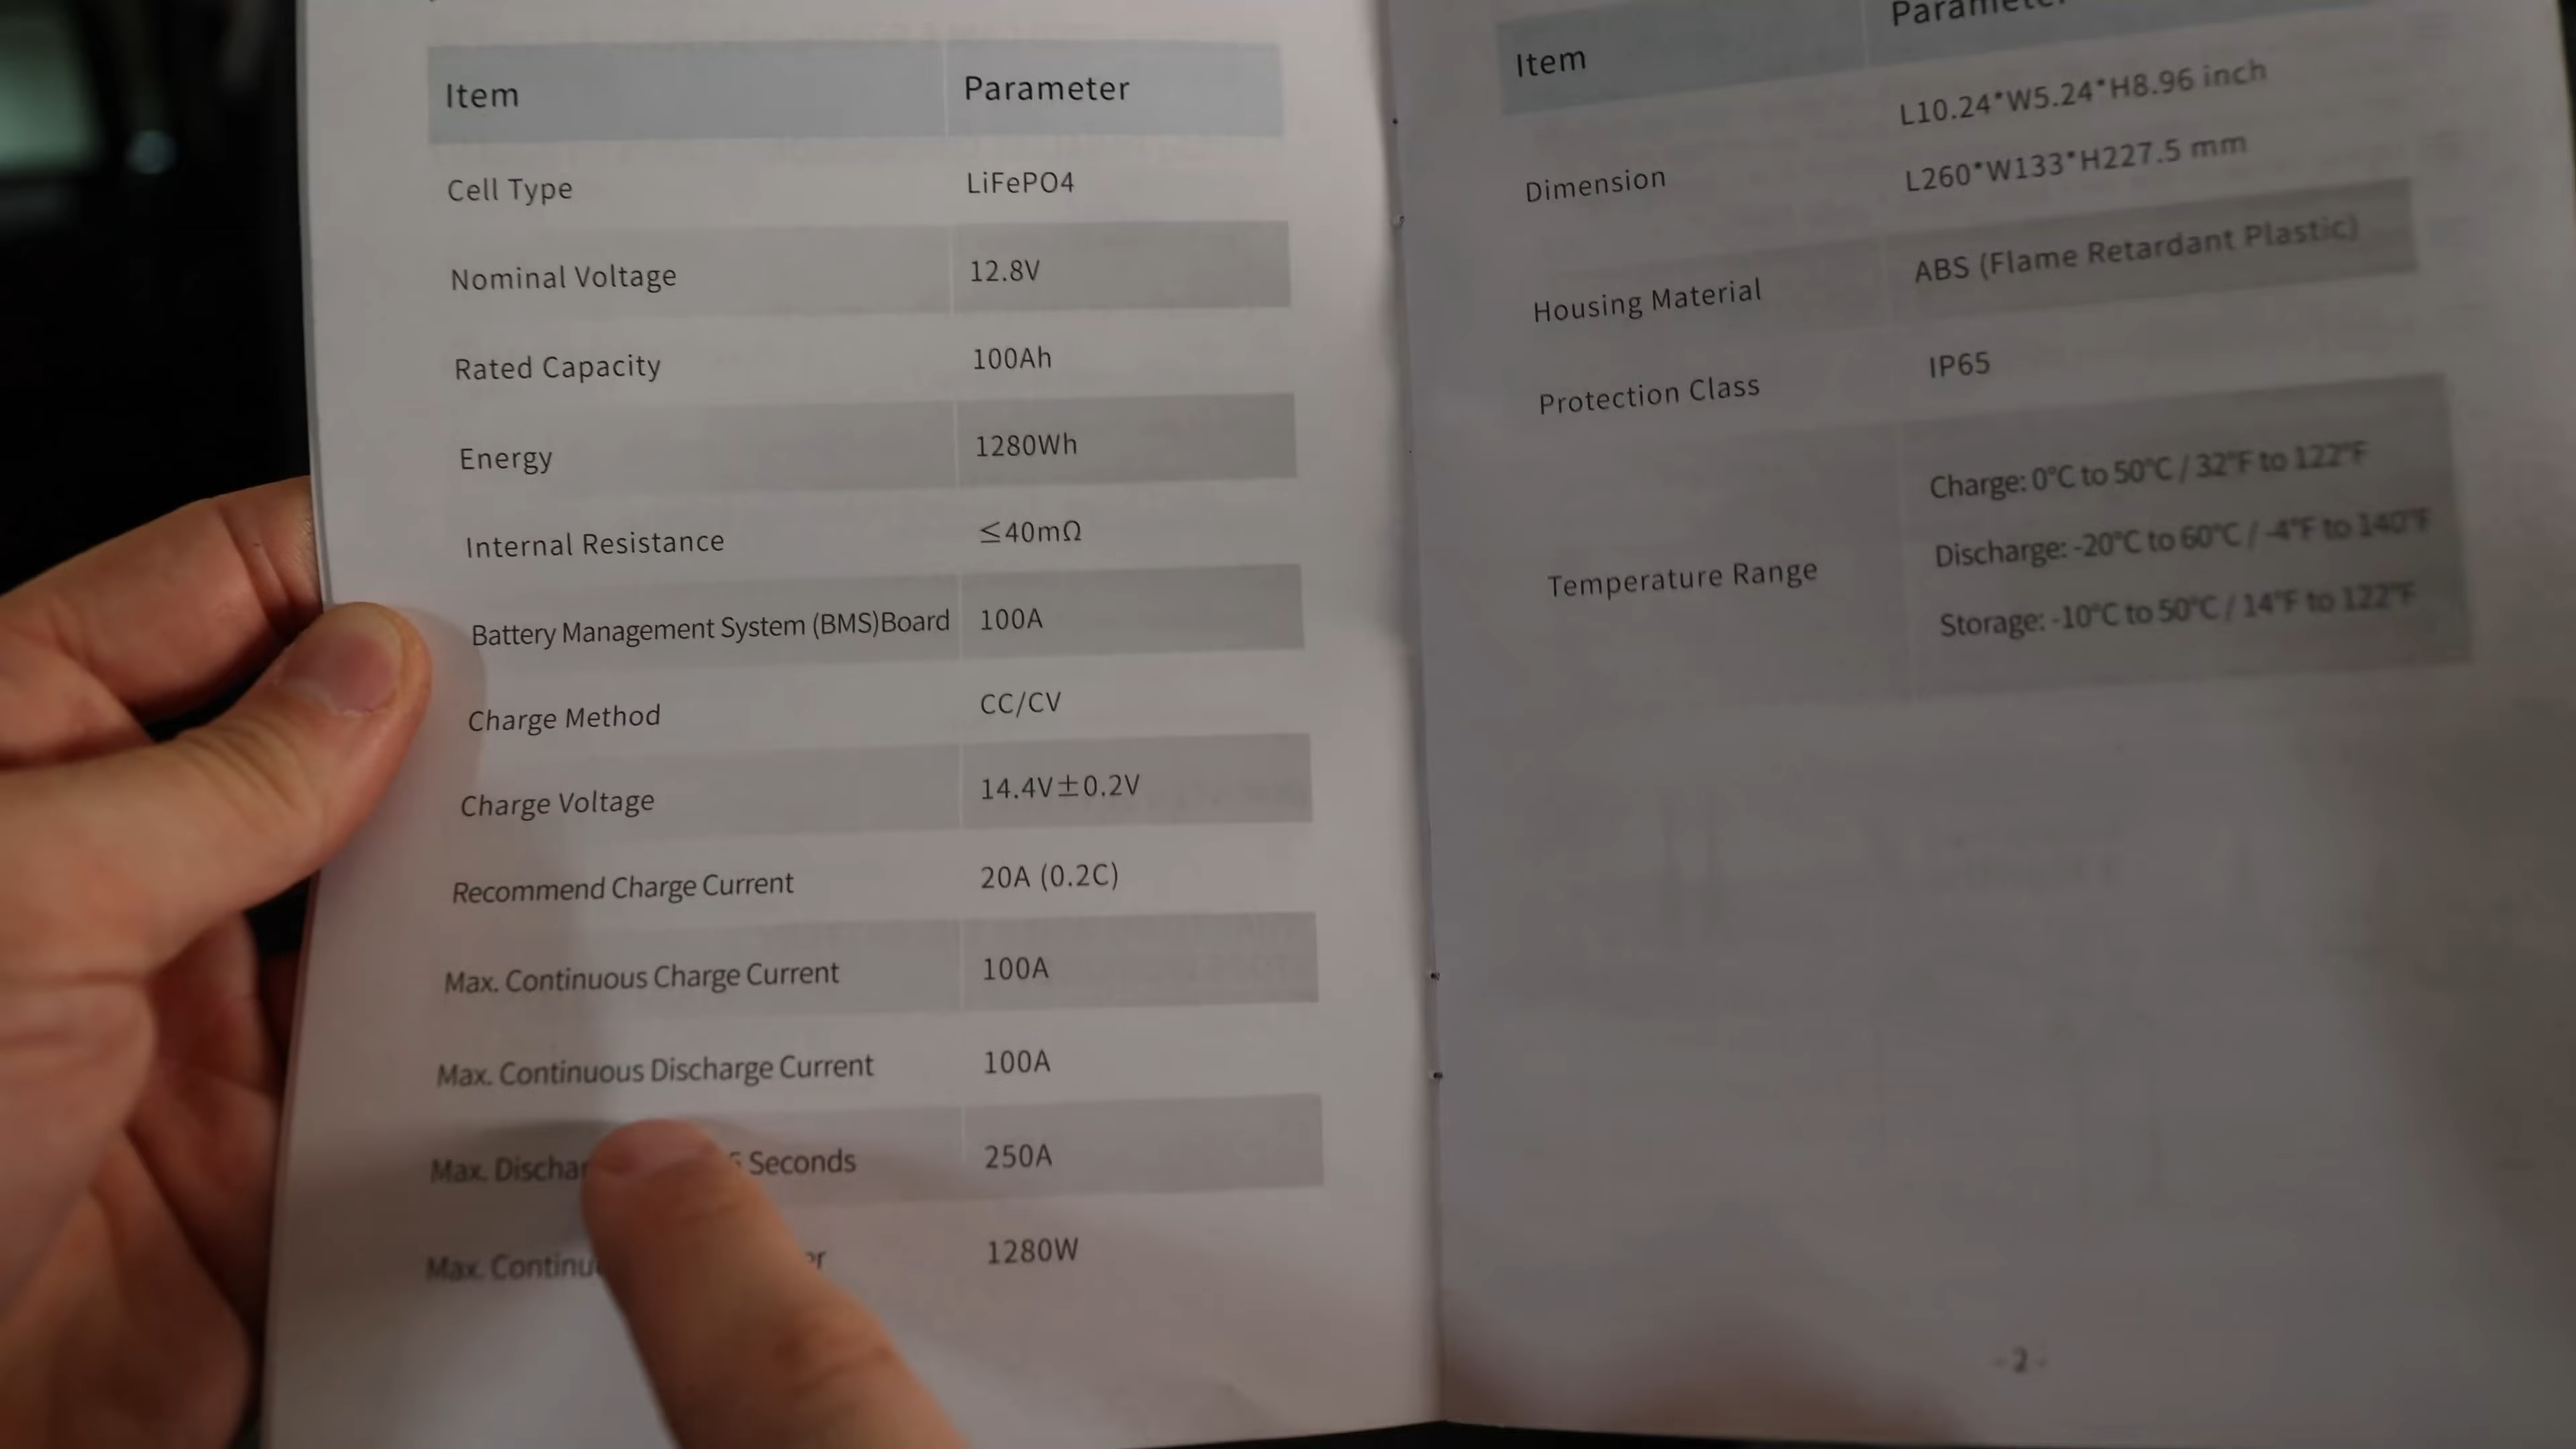 Item Parameter
Cell Type LiFePO4
Nominal Voltage 12.8V
Rated Capacity 100Ah
Energy 1280Wh
Internal Resistance ≤40mΩ
Battery Management System (BMS)Board 100A
Charge Method CC/CV
Charge Voltage 14.4V±0.2V
Recommend Charge Current 20A (0.2C)
Max. Continuous Charge Current 100A
Max. Continuous Discharge Current 100A
Max. Seconds 250A
Max. 1280W
Item Parameter
Dimension L10.24*W5.24*H8.96 inch
L260*W133*H227.5 mm
Housing Material ABS (Flame Retardant Plastic)
Protection Class IP65
Temperature Range Charge: 0°C to 50°C / 32°F to 122°F
Discharge: -20°C to 60°C / -4°F to 140°F
Storage: -10°C to 50°C / 14°F to 122°F
- 2 -